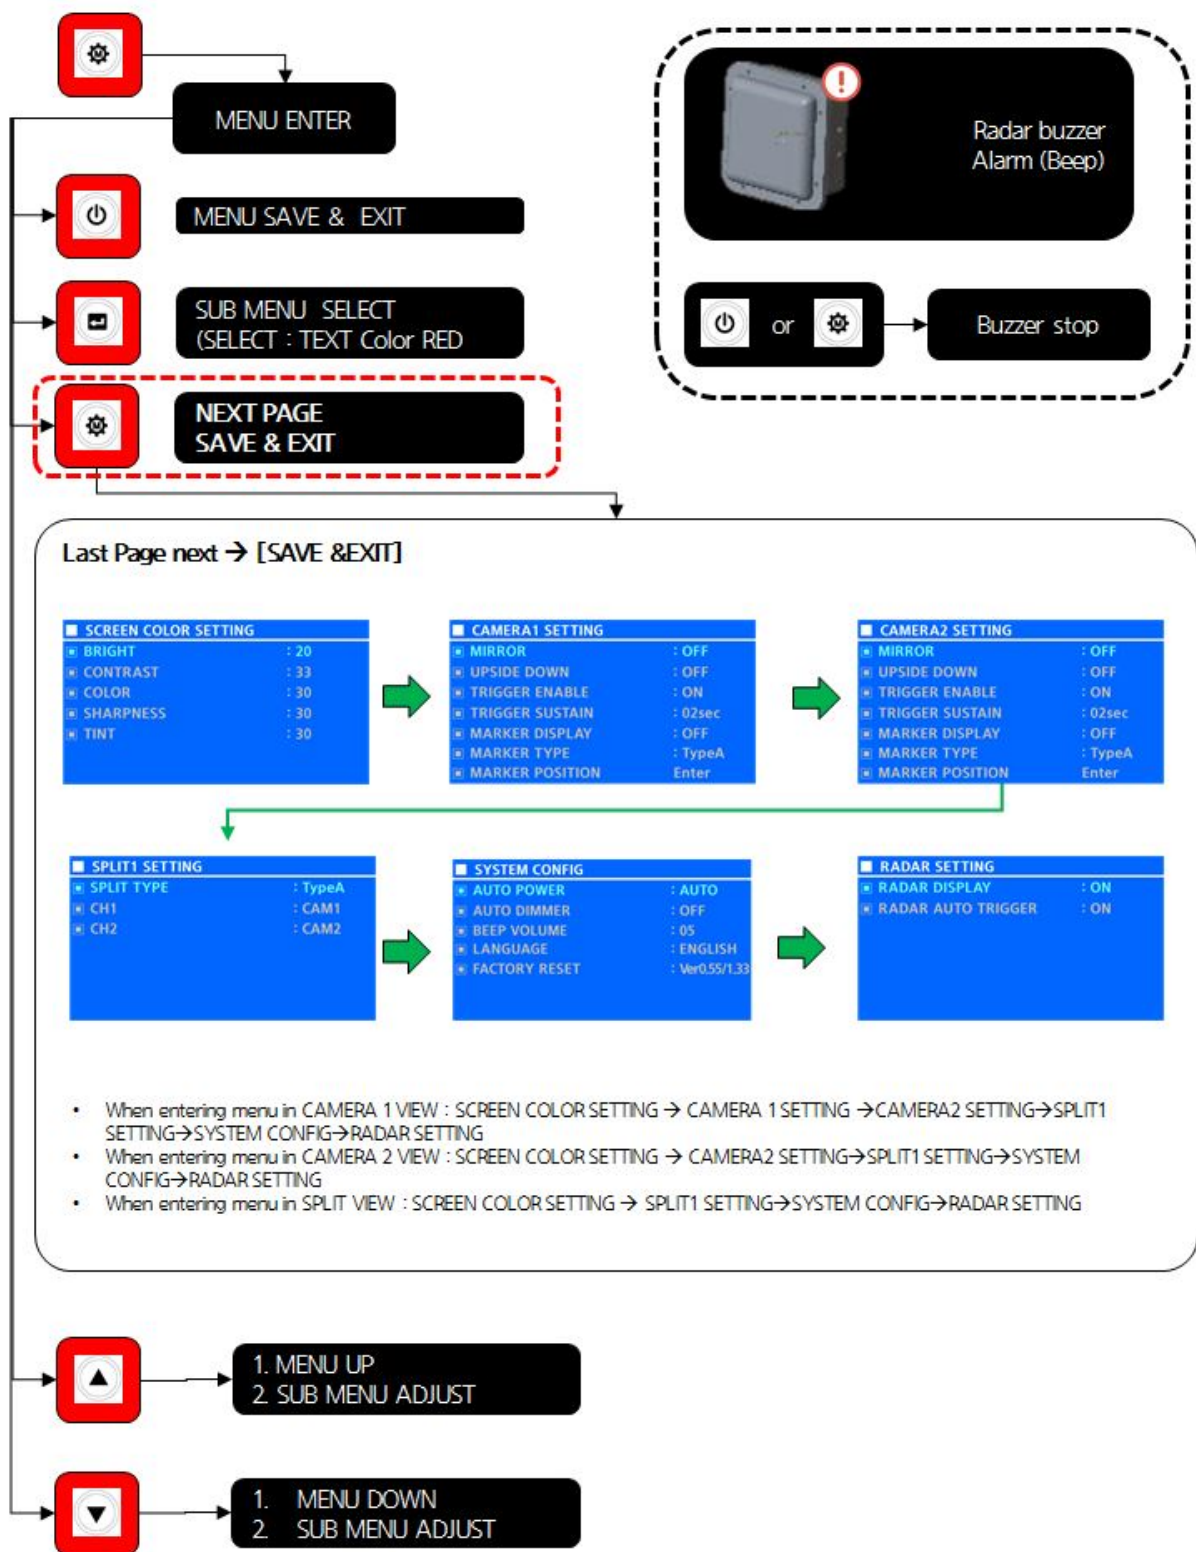 MENU ENTER
MENU SAVE & EXIT
SUB MENU SELECT
(SELECT : TEXT Color RED
NEXT PAGE
SAVE & EXIT
Radar buzzer
Alarm (Beep)
or
Buzzer stop
Last Page next → [SAVE &EXIT]
SCREEN COLOR SETTING
BRIGHT : 20
CONTRAST : 33
COLOR : 30
SHARPNESS : 30
TINT : 30
CAMERA1 SETTING
MIRROR : OFF
UPSIDE DOWN : OFF
TRIGGER ENABLE : ON
TRIGGER SUSTAIN : 02sec
MARKER DISPLAY : OFF
MARKER TYPE : TypeA
MARKER POSITION Enter
CAMERA2 SETTING
MIRROR : OFF
UPSIDE DOWN : OFF
TRIGGER ENABLE : ON
TRIGGER SUSTAIN : 02sec
MARKER DISPLAY : OFF
MARKER TYPE : TypeA
MARKER POSITION Enter
SPLIT1 SETTING
SPLIT TYPE : TypeA
CH1 : CAM1
CH2 : CAM2
SYSTEM CONFIG
AUTO POWER : AUTO
AUTO DIMMER : OFF
BEEP VOLUME : 05
LANGUAGE : ENGLISH
FACTORY RESET : Ver0.55/1.33
RADAR SETTING
RADAR DISPLAY : ON
RADAR AUTO TRIGGER : ON
• When entering menu in CAMERA 1 VIEW : SCREEN COLOR SETTING → CAMERA 1 SETTING →CAMERA2 SETTING→SPLIT1
SETTING→SYSTEM CONFIG→RADAR SETTING
• When entering menu in CAMERA 2 VIEW : SCREEN COLOR SETTING → CAMERA2 SETTING→SPLIT1 SETTING→SYSTEM
CONFIG→RADAR SETTING
• When entering menu in SPLIT VIEW : SCREEN COLOR SETTING → SPLIT1 SETTING→SYSTEM CONFIG→RADAR SETTING
1. MENU UP
2. SUB MENU ADJUST
1. MENU DOWN
2. SUB MENU ADJUST